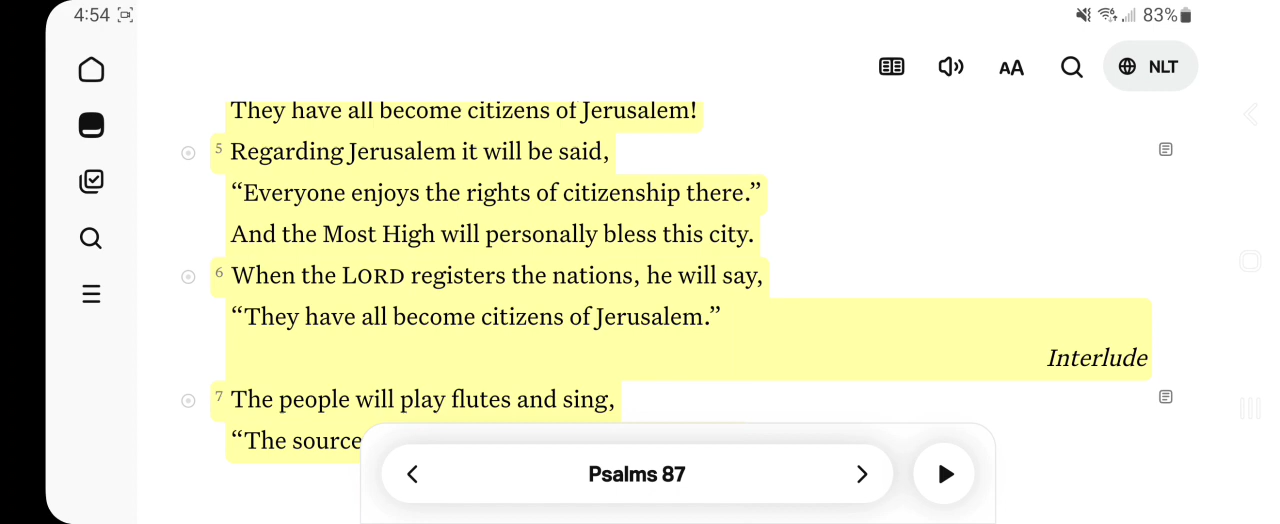 4:54
83%
NLT
They have all become citizens of Jerusalem!
5 Regarding Jerusalem it will be said,
“Everyone enjoys the rights of citizenship there.”
And the Most High will personally bless this city.
6 When the LORD registers the nations, he will say,
“They have all become citizens of Jerusalem.”
Interlude
7 The people will play flutes and sing,
“The source
Psalms 87